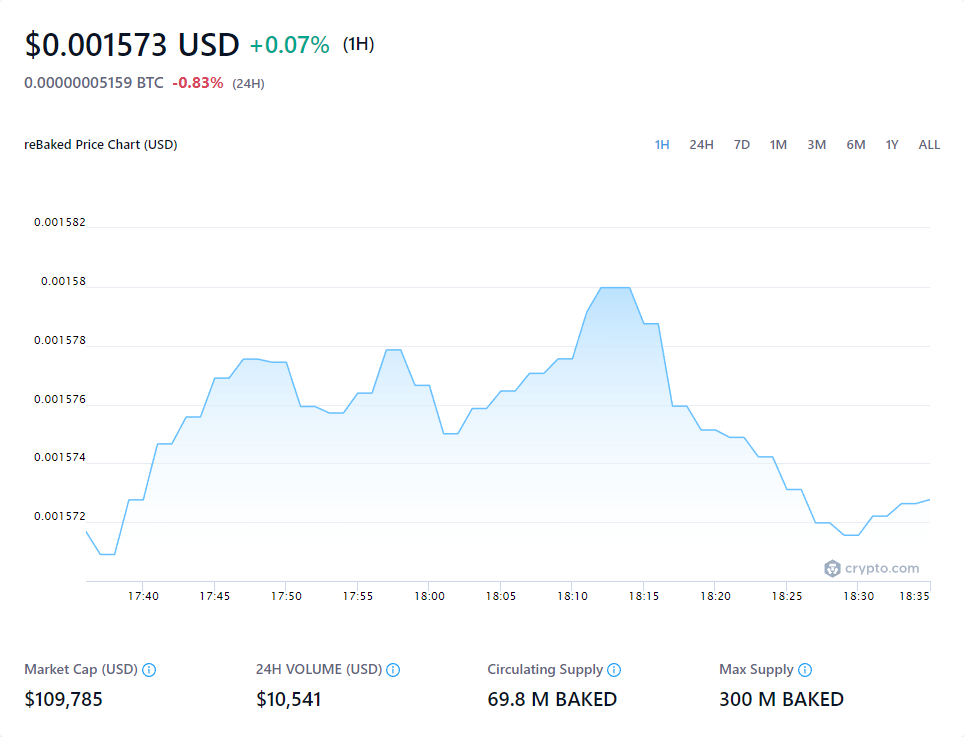 $0.001573 USD +0.07% (1H)
0.00000005159 BTC -0.83% (24H)
reBaked Price Chart (USD) 1H 24H 7D 1M 3M 6M 1Y ALL
0.001582
0.00158
0.001578
0.001576
0.001574
0.001572
crypto.com
17:40 17:45 17:50 17:55 18:00 18:05 18:10 18:15 18:20 18:25 18:30 18:35
Market Cap (USD) 24H VOLUME (USD) Circulating Supply Max Supply
$109,785 $10,541 69.8 M BAKED 300 M BAKED